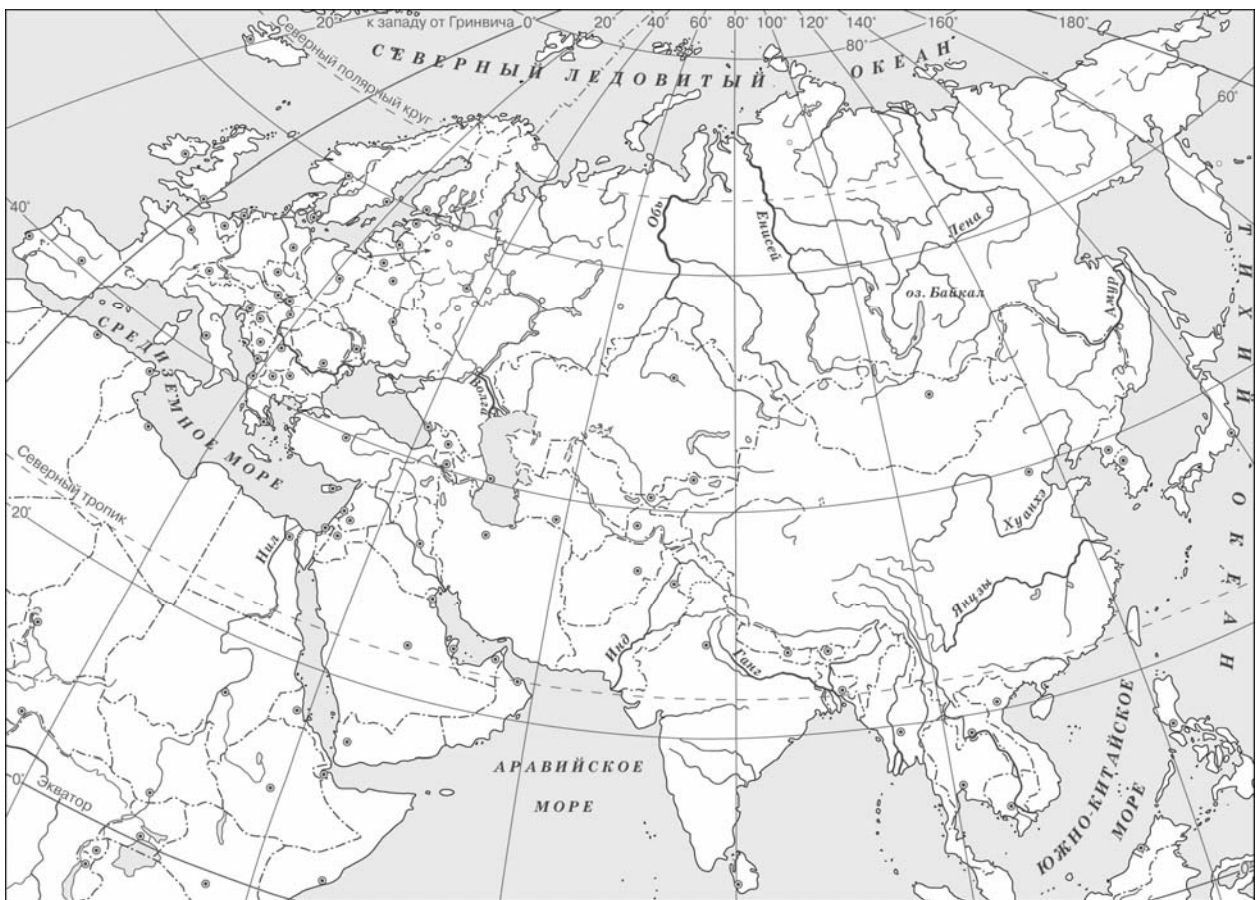 20° к западу от Гринвича 0° 20° 40° 60° 80° 100° 120° 140° 160° 180°
80°
60°
СЕВЕРНЫЙ ЛЕДОВИТЫЙ ОКЕАН
Северный полярный круг
40°
Обь
Енисей
Лена
оз. Байкал
Амур
ТИХИЙ ОКЕАН
СРЕДИЗЕМНОЕ МОРЕ
Волга
Северный тропик
20°
Нил
Хуанхэ
Янцзы
Инд
Ганг
АРАВИЙСКОЕ
МОРЕ
ЮЖНО-КИТАЙСКОЕ
МОРЕ
Экватор
0°
0°